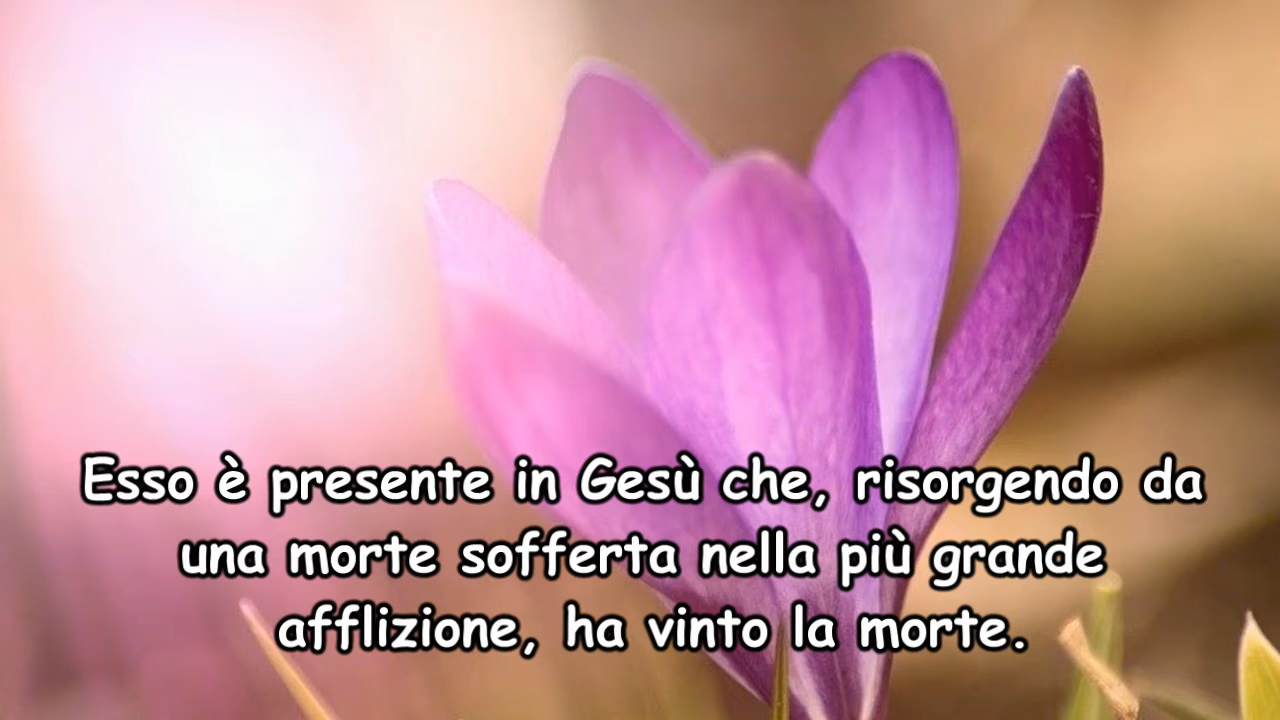 Esso è presente in Gesù che, risorgendo da
una morte sofferta nella più grande
afflizione, ha vinto la morte.